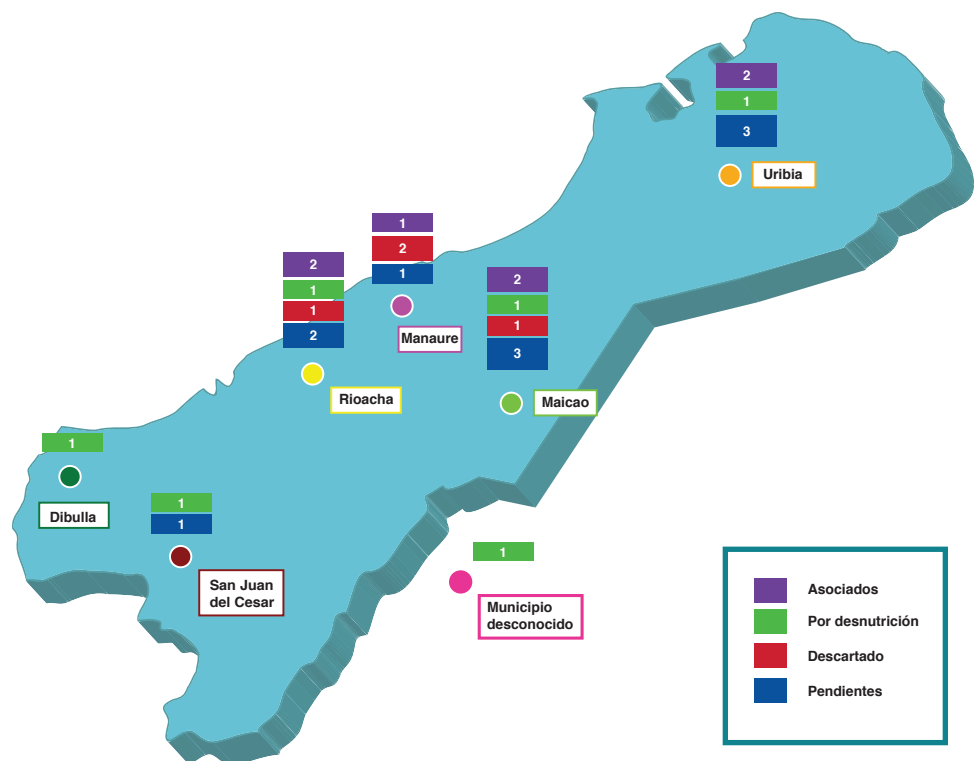 2
1
3
Uribia
1
2
1
Manaure
2
1
1
2
Rioacha
2
1
1
3
Maicao
1
Dibulla
1
1
San Juan
del Cesar
1
Municipio
desconocido
Asociados
Por desnutrición
Descartado
Pendientes